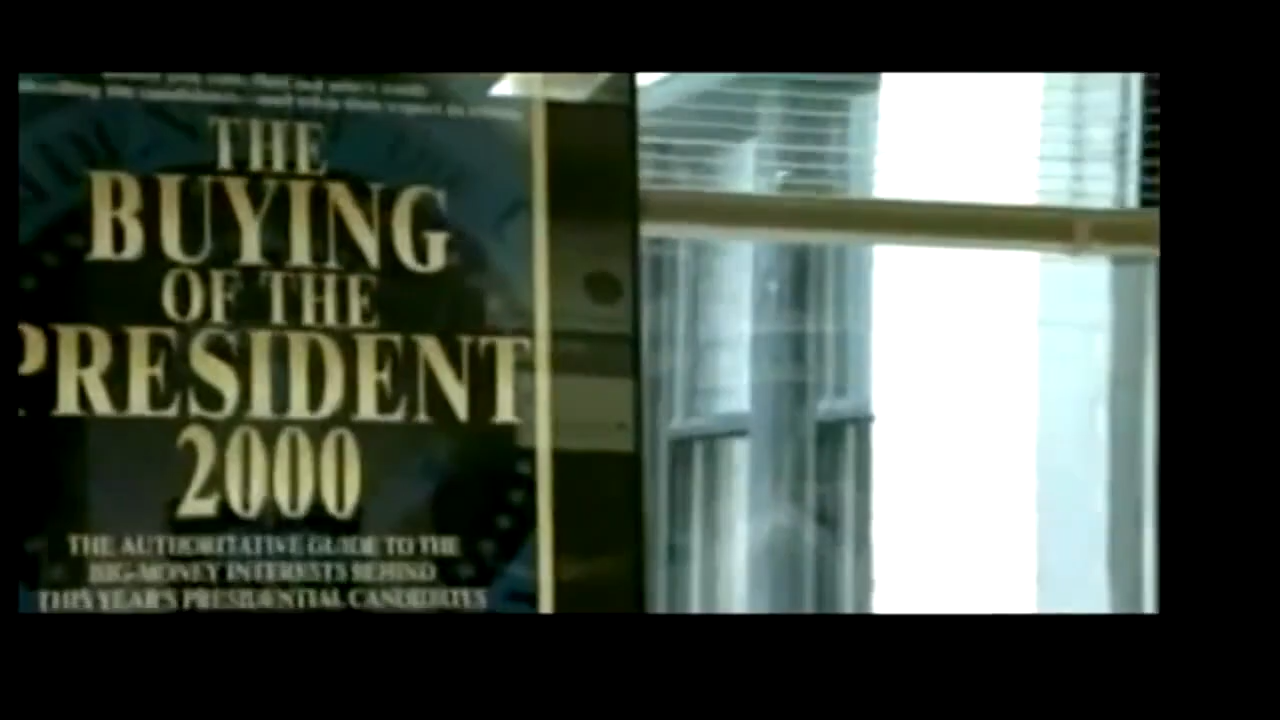 THE
BUYING
OF THE
PRESIDENT
2000
THE AUTHORITATIVE GUIDE TO THE
BIG-MONEY INTERESTS BEHIND
THIS YEAR'S PRESIDENTIAL CANDIDATES